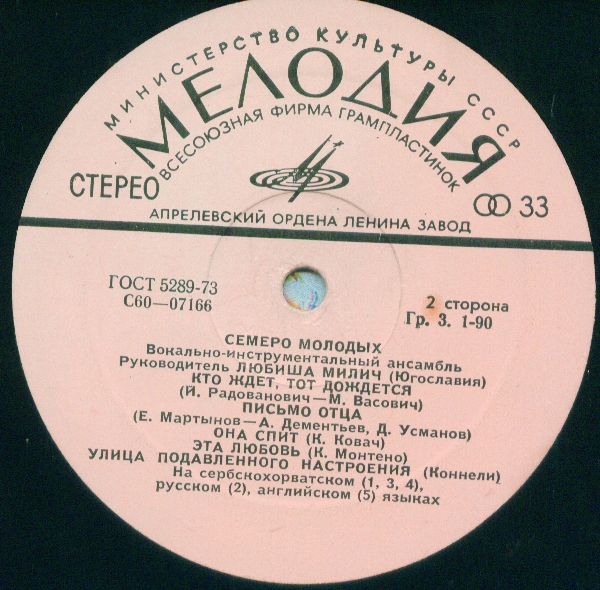 МИНИСТЕРСТВО КУЛЬТУРЫ СССР
МЕЛОДИЯ
ВСЕСОЮЗНАЯ ФИРМА ГРАМПЛАСТИНОК
СТЕРЕО
33
АПРЕЛЕВСКИЙ ОРДЕНА ЛЕНИНА ЗАВОД
ГОСТ 5289-73
С60—07166
2 сторона
Гр. 3. 1-90
СЕМЕРО МОЛОДЫХ
Вокально-инструментальный ансамбль
Руководитель ЛЮБИША МИЛИЧ (Югославия)
КТО ЖДЕТ, ТОТ ДОЖДЕТСЯ
(Й. Радованович—М. Васович)
ПИСЬМО ОТЦА
(Е. Мартынов—А. Дементьев, Д. Усманов)
ОНА СПИТ (К. Ковач)
ЭТА ЛЮБОВЬ (К. Монтено)
УЛИЦА ПОДАВЛЕННОГО НАСТРОЕНИЯ (Коннели)
На сербскохорватском (1, 3, 4),
русском (2), английском (5) языках